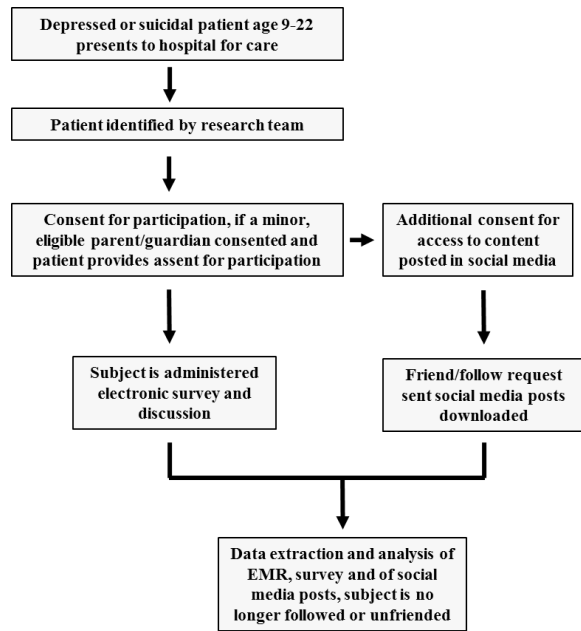 Depressed or suicidal patient age 9-22
presents to hospital for care
Patient identified by research team
Consent for participation, if a minor,
eligible parent/guardian consented and
patient provides assent for participation
Additional consent for
access to content
posted in social media
Subject is administered
electronic survey and
discussion
Friend/follow request
sent social media posts
downloaded
Data extraction and analysis of
EMR, survey and of social
media posts, subject is no
longer followed or unfriended